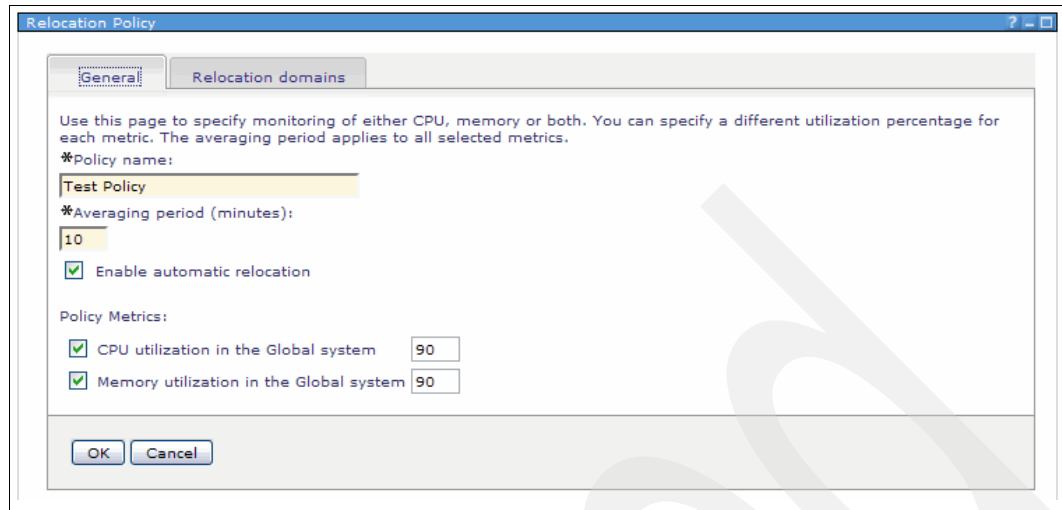 Relocation Policy
General
Relocation domains
Use this page to specify monitoring of either CPU, memory or both. You can specify a different utilization percentage for
each metric. The averaging period applies to all selected metrics.
*Policy name:
Test Policy
*Averaging period (minutes):
10
Enable automatic relocation
Policy Metrics:
CPU utilization in the Global system 90
Memory utilization in the Global system 90
OK Cancel